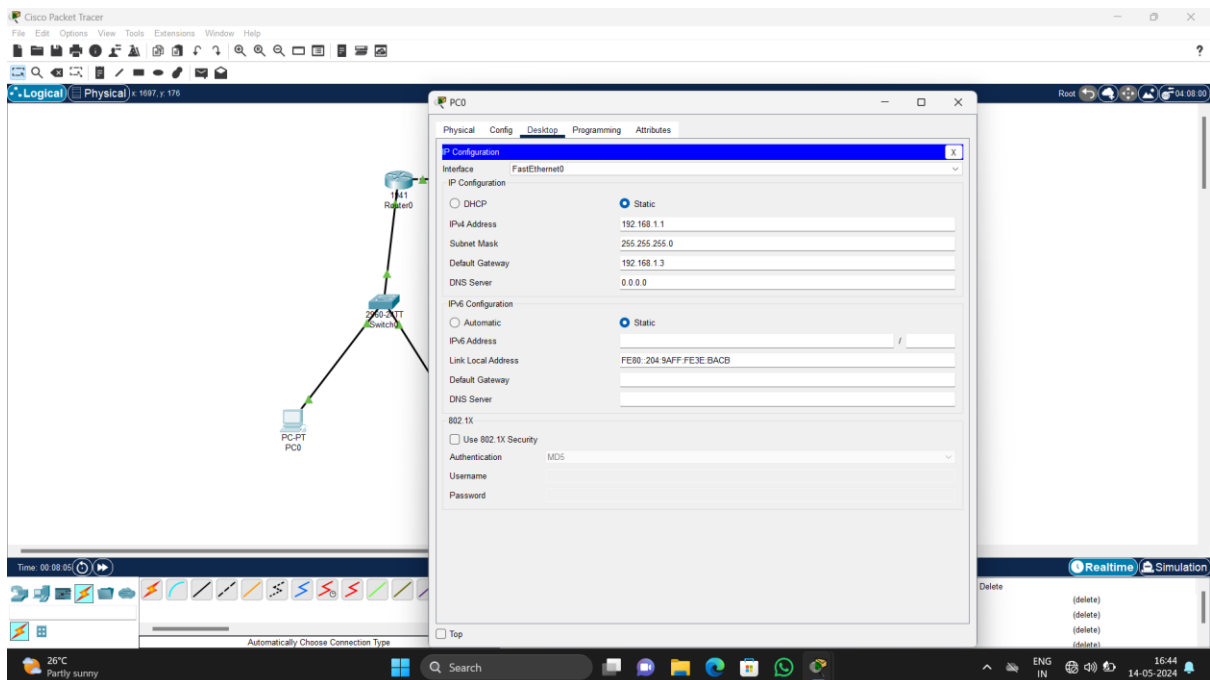 Cisco Packet Tracer
File Edit Options View Tools Extensions Window Help
?
Logical Physical x: 1697, y: 176
Root 04:08:00
PC0
Physical Config Desktop Programming Attributes
IP Configuration X
Interface FastEthernet0
IP Configuration
DHCP Static
IPv4 Address 192.168.1.1
Subnet Mask 255.255.255.0
Default Gateway 192.168.1.3
DNS Server 0.0.0.0
IPv6 Configuration
Automatic Static
IPv6 Address /
Link Local Address FE80::204:9AFF:FE3E:BACB
Default Gateway
DNS Server
802.1X
Use 802.1X Security
Authentication MD5
Username
Password
Top
1941
Router0
2960-24TT
Switch0
PC-PT
PC0
Time: 00:08:05
Realtime Simulation
Automatically Choose Connection Type
Delete
(delete)
(delete)
(delete)
(delete)
26°C
Partly sunny
Search
ENG
IN
16:44
14-05-2024